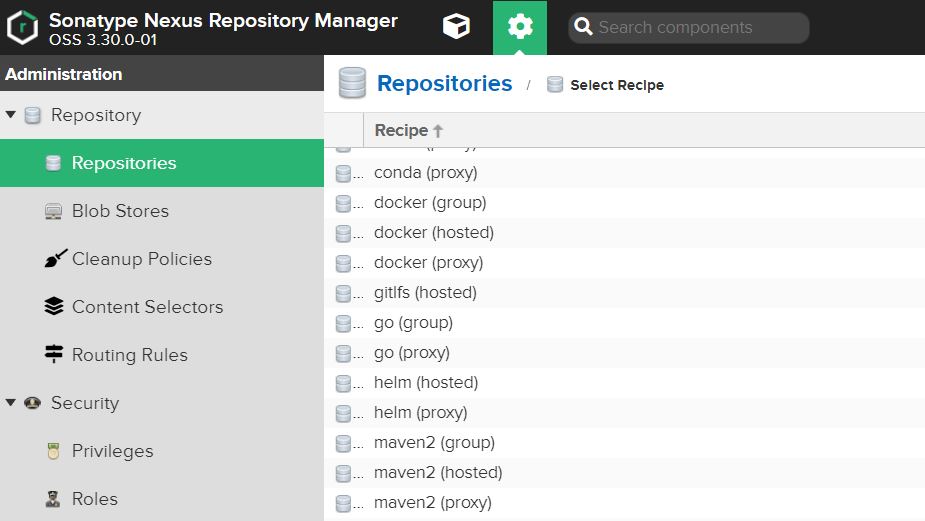 Sonatype Nexus Repository Manager
OSS 3.30.0-01
Search components
Administration
Repositories / Select Recipe
Repository
Recipe
Repositories
Blob Stores
Cleanup Policies
Content Selectors
Routing Rules
Security
Privileges
Roles
... conda (proxy)
... docker (group)
... docker (hosted)
... docker (proxy)
... gitlfs (hosted)
... go (group)
... go (proxy)
... helm (hosted)
... helm (proxy)
... maven2 (group)
... maven2 (hosted)
... maven2 (proxy)